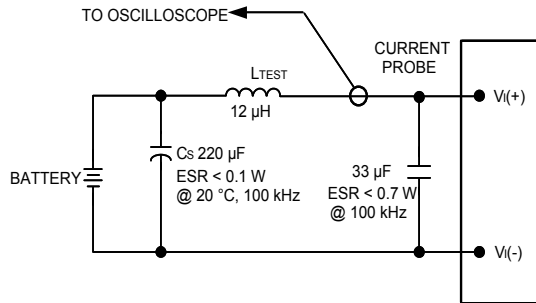 TO OSCILLOSCOPE
CURRENT
PROBE
LTEST
12 µH
VI(+)
BATTERY
CS 220 µF
ESR < 0.1 W
@ 20 °C, 100 kHz
33 µF
ESR < 0.7 W
@ 100 kHz
VI(-)